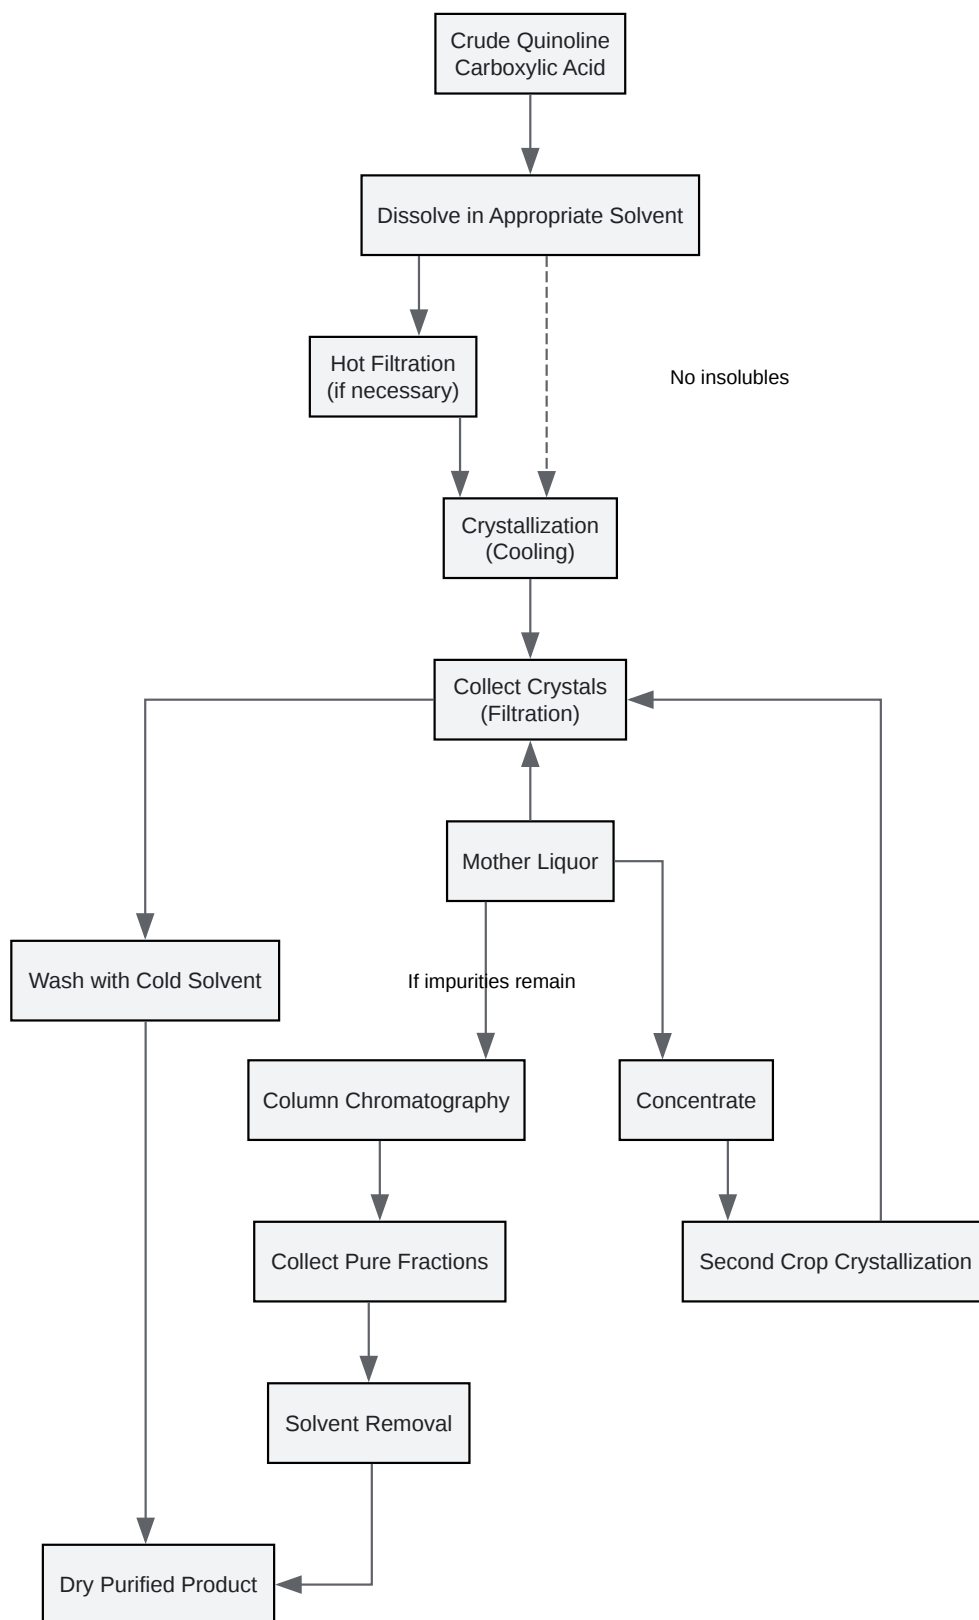 Crude Quinoline
Carboxylic Acid
Dissolve in Appropriate Solvent
Hot Filtration
(if necessary)
No insolubles
Crystallization
(Cooling)
Collect Crystals
(Filtration)
Mother Liquor
Wash with Cold Solvent
If impurities remain
Column Chromatography
Concentrate
Collect Pure Fractions
Second Crop Crystallization
Solvent Removal
Dry Purified Product